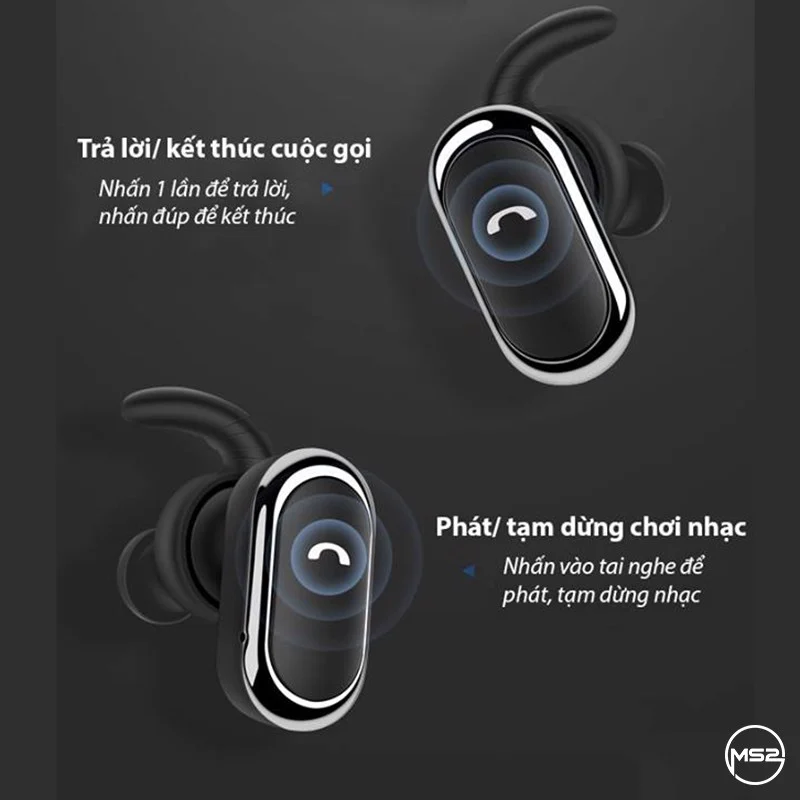 Trả lời/ kết thúc cuộc gọi
Nhấn 1 lần để trả lời,
nhấn đúp để kết thúc
Phát/ tạm dừng chơi nhạc
Nhấn vào tai nghe để
phát, tạm dừng nhạc
MS2